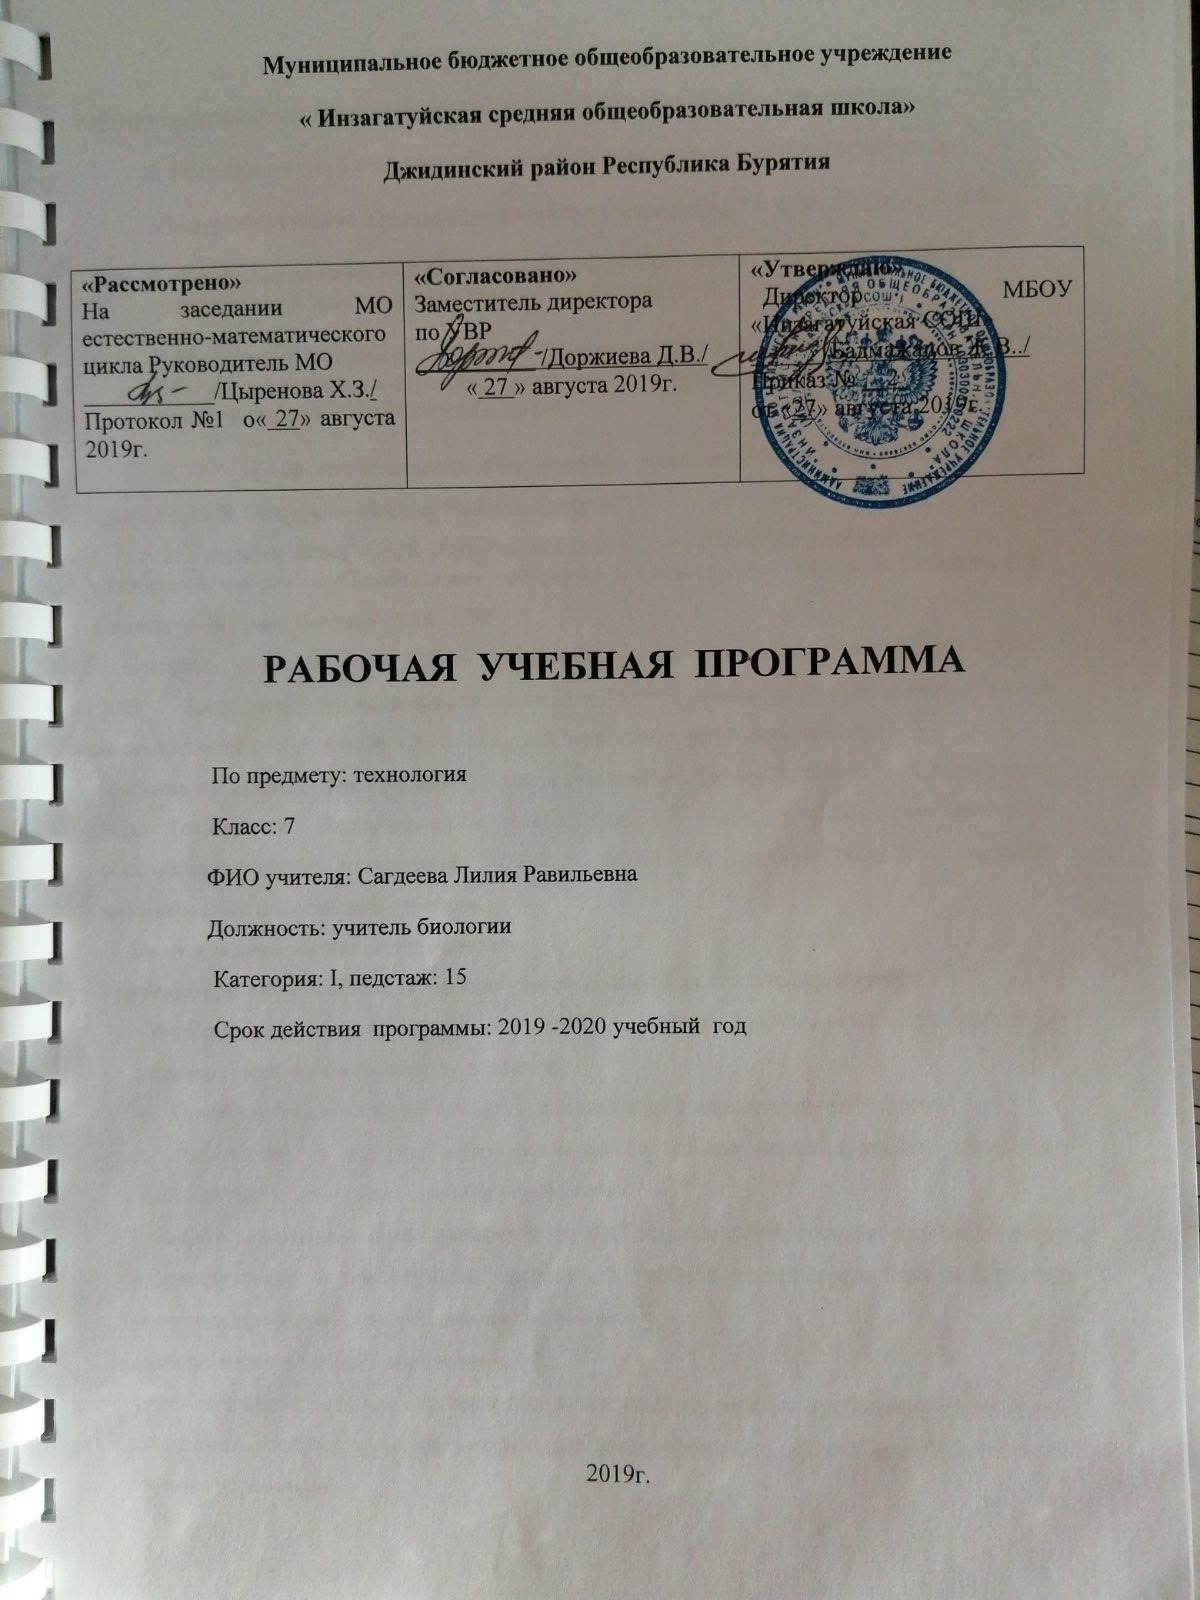 Муниципальное бюджетное общеобразовательное учреждение
« Инзагатуйская средняя общеобразовательная школа»
Джидинский район Республика Бурятия
«Рассмотрено»
На заседании МО
естественно-математического
цикла Руководитель МО
/Цыренова Х.З./
Протокол №1 о« 27» августа
2019г.
«Согласовано»
Заместитель директора
по УВР
/Доржиева Д.В./
« 27 » августа 2019г.
«Утверждаю»
Директор МБОУ
«Инзагатуйская СОШ»
/Бадмажапов Ж.В../
Приказ № 2
от «27» августа 2019г.
РАБОЧАЯ УЧЕБНАЯ ПРОГРАММА
По предмету: технология
Класс: 7
ФИО учителя: Сагдеева Лилия Равильевна
Должность: учитель биологии
Категория: I, педстаж: 15
Срок действия программы: 2019 -2020 учебный год
2019г.